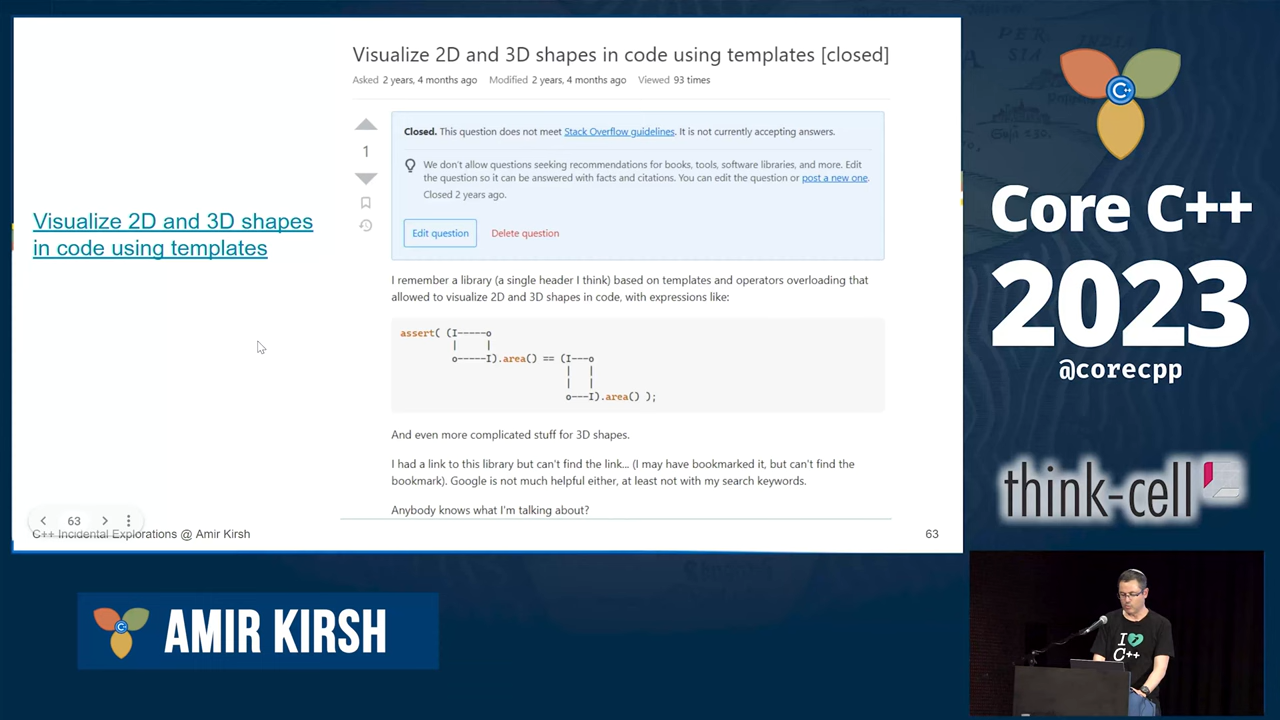 Visualize 2D and 3D shapes
in code using templates
Visualize 2D and 3D shapes in code using templates [closed]
Asked 2 years, 4 months ago Modified 2 years, 4 months ago Viewed 93 times
1
Closed. This question does not meet Stack Overflow guidelines. It is not currently accepting answers.
We don't allow questions seeking recommendations for books, tools, software libraries, and more. Edit
the question so it can be answered with facts and citations. You can edit the question or post a new one.
Closed 2 years ago.
Edit question Delete question
I remember a library (a single header I think) based on templates and operators overloading that
allowed to visualize 2D and 3D shapes in code, with expressions like:
assert( (I-----o
| |
o-----I).area() == (I---o
| |
| |
o---I).area() );
And even more complicated stuff for 3D shapes.
I had a link to this library but can't find the link... (I may have bookmarked it, but can't find the
bookmark). Google is not much helpful either, at least not with my search keywords.
Anybody knows what I'm talking about?
63
C++ Incidental Explorations @ Amir Kirsh
63
C++
Core C++
2023
@corecpp
think-cell
C++
AMIR KIRSH
I
C++